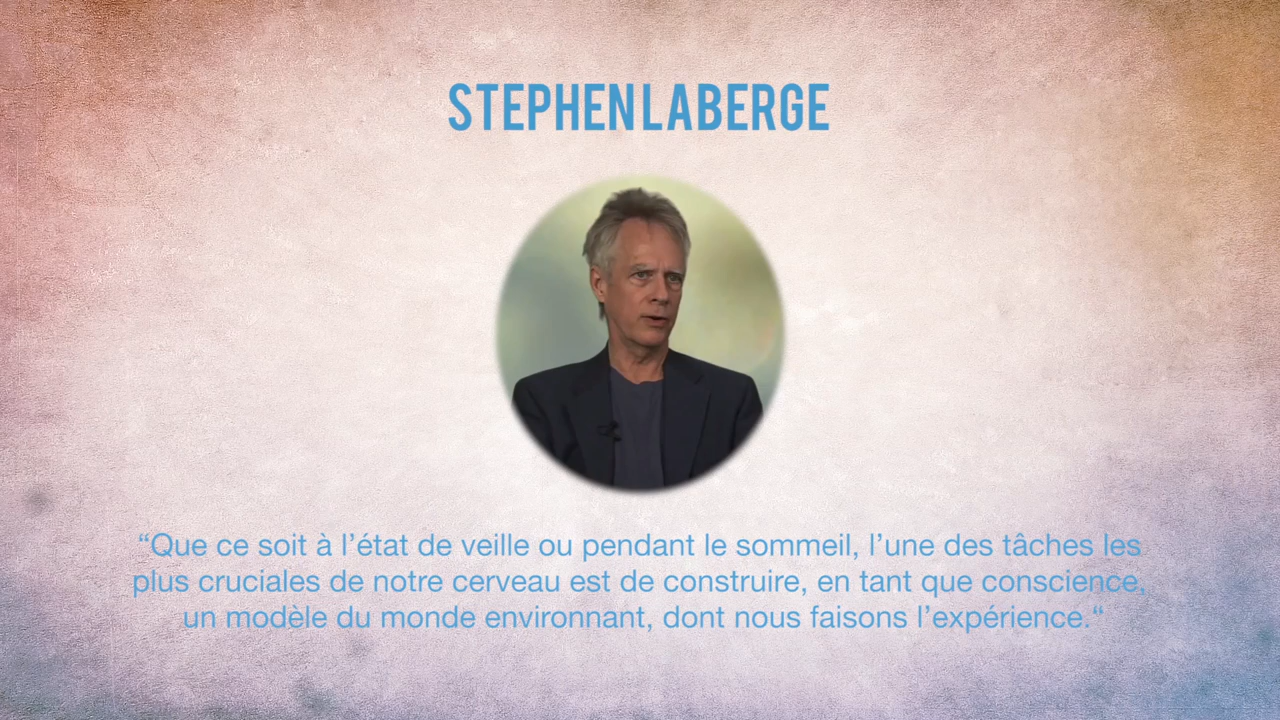 STEPHEN LABERGE
“Que ce soit à l’état de veille ou pendant le sommeil, l’une des tâches les
plus cruciales de notre cerveau est de construire, en tant que conscience,
un modèle du monde environnant, dont nous faisons l’expérience.“